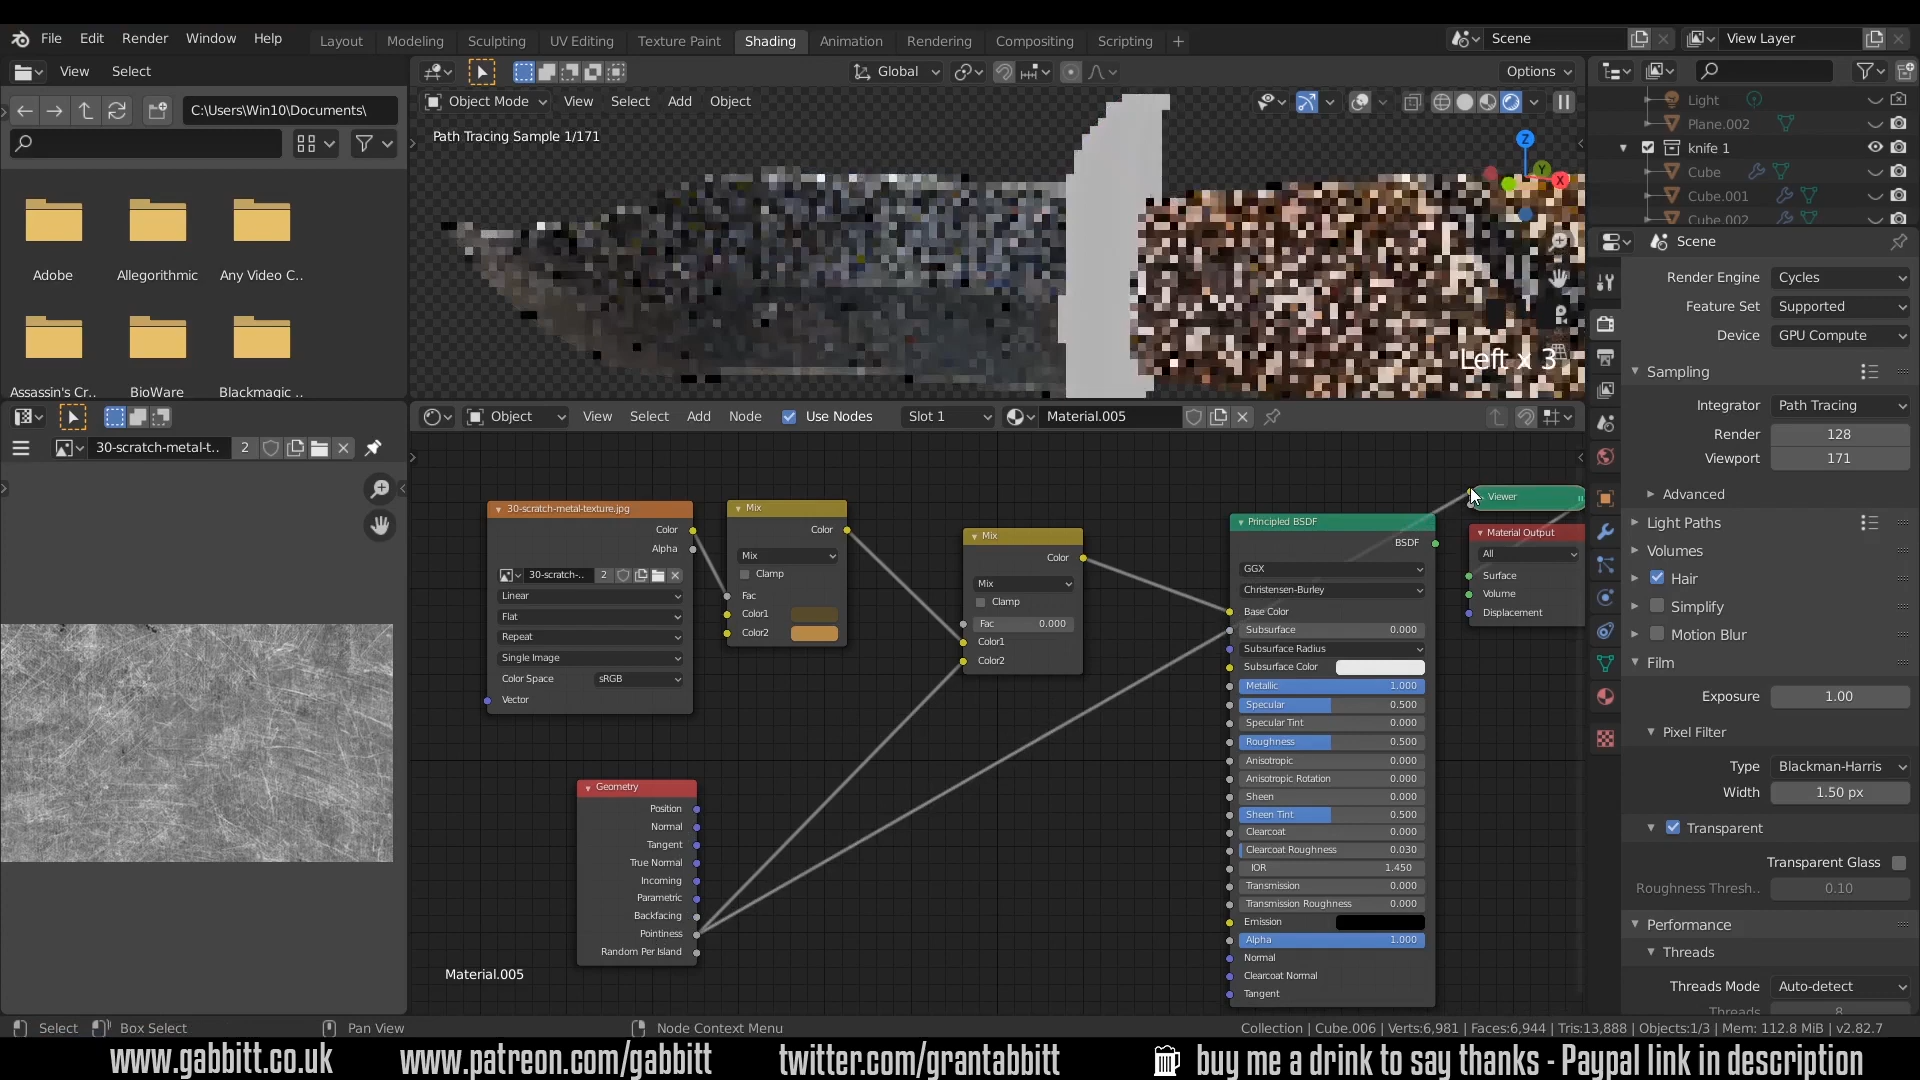 File Edit Render Window Help
Layout Modeling Sculpting UV Editing Texture Paint Shading Animation Rendering Compositing Scripting +
Scene
View Layer
View Select
C:\Users\Win10\Documents\
Adobe Allegorithmic Any Video C..
Assassin's Cr.. BioWare Blackmagic ..
Global
Options
Object Mode View Select Add Object
Path Tracing Sample 1/171
Z
Y
X
Left x 3
Light
Plane.002
knife 1
Cube
Cube.001
Cube.002
Scene
Render Engine Cycles
Feature Set Supported
Device GPU Compute
Sampling
Integrator Path Tracing
Render 128
Viewport 171
Advanced
Light Paths
Volumes
Hair
Simplify
Motion Blur
Film
Exposure 1.00
Pixel Filter
Type Blackman-Harris
Width 1.50 px
Transparent
Transparent Glass
Roughness Thresh.. 0.10
Performance
Threads
Threads Mode Auto-detect
Threads 8
30-scratch-metal-t.. 2
Object View Select Add Node Use Nodes Slot 1 Material.005
30-scratch-metal-texture.jpg
Color
Alpha
30-scratch-.. 2
Linear
Flat
Repeat
Single Image
Color Space sRGB
Vector
Mix
Color
Mix
Clamp
Fac
Color1
Color2
Mix
Color
Mix
Clamp
Fac 0.000
Color1
Color2
Geometry
Position
Normal
Tangent
True Normal
Incoming
Parametric
Backfacing
Pointiness
Random Per Island
Principled BSDF
BSDF
GGX
Christensen-Burley
Base Color
Subsurface 0.000
Subsurface Radius
Subsurface Color
Metallic 1.000
Specular 0.500
Specular Tint 0.000
Roughness 0.500
Anisotropic 0.000
Anisotropic Rotation 0.000
Sheen 0.000
Sheen Tint 0.500
Clearcoat 0.000
Clearcoat Roughness 0.030
IOR 1.450
Transmission 0.000
Transmission Roughness 0.000
Emission
Alpha 1.000
Normal
Clearcoat Normal
Tangent
Viewer
Material Output
All
Surface
Volume
Displacement
Material.005
Select Box Select Pan View Node Context Menu
Collection | Cube.006 | Verts:6,981 | Faces:6,944 | Tris:13,888 | Objects:1/3 | Mem: 112.8 MiB | v2.82.7
www.gabbitt.co.uk www.patreon.com/gabbitt twitter.com/grantabbitt buy me a drink to say thanks - Paypal link in description